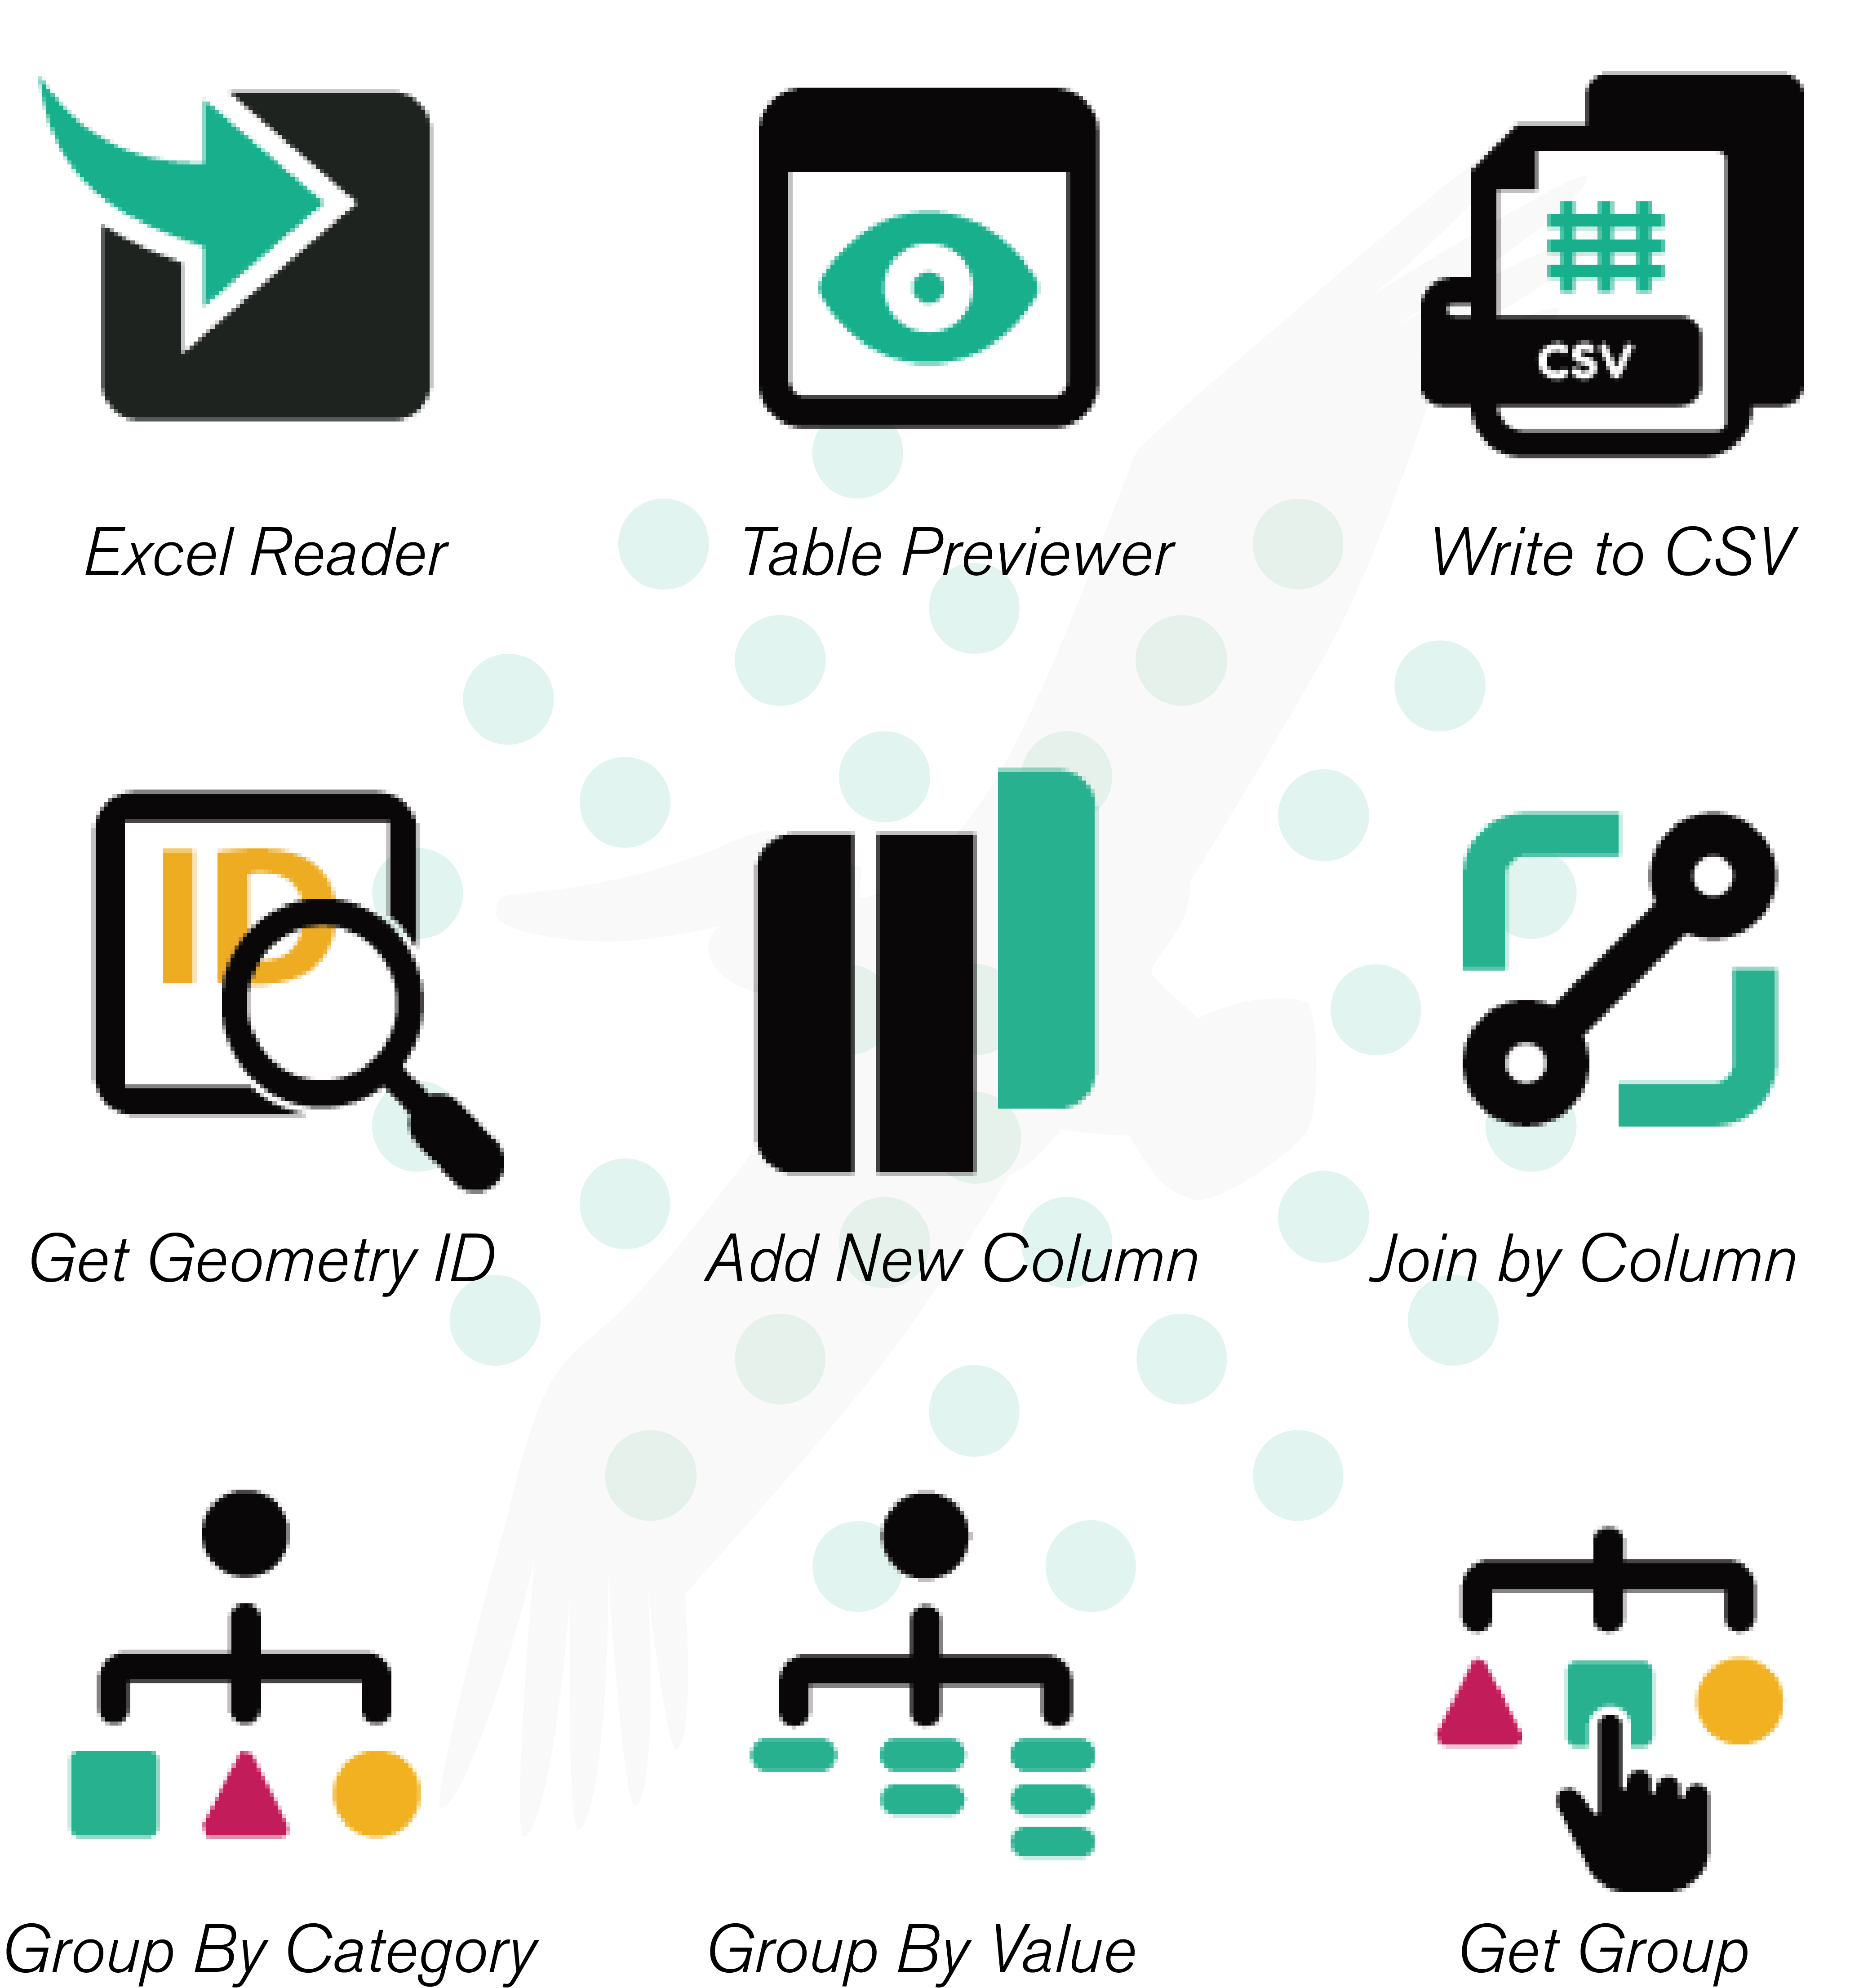 CSV
Excel Reader
Table Previewer
Write to CSV
ID
Get Geometry ID
Add New Column
Join by Column
Group By Category
Group By Value
Get Group